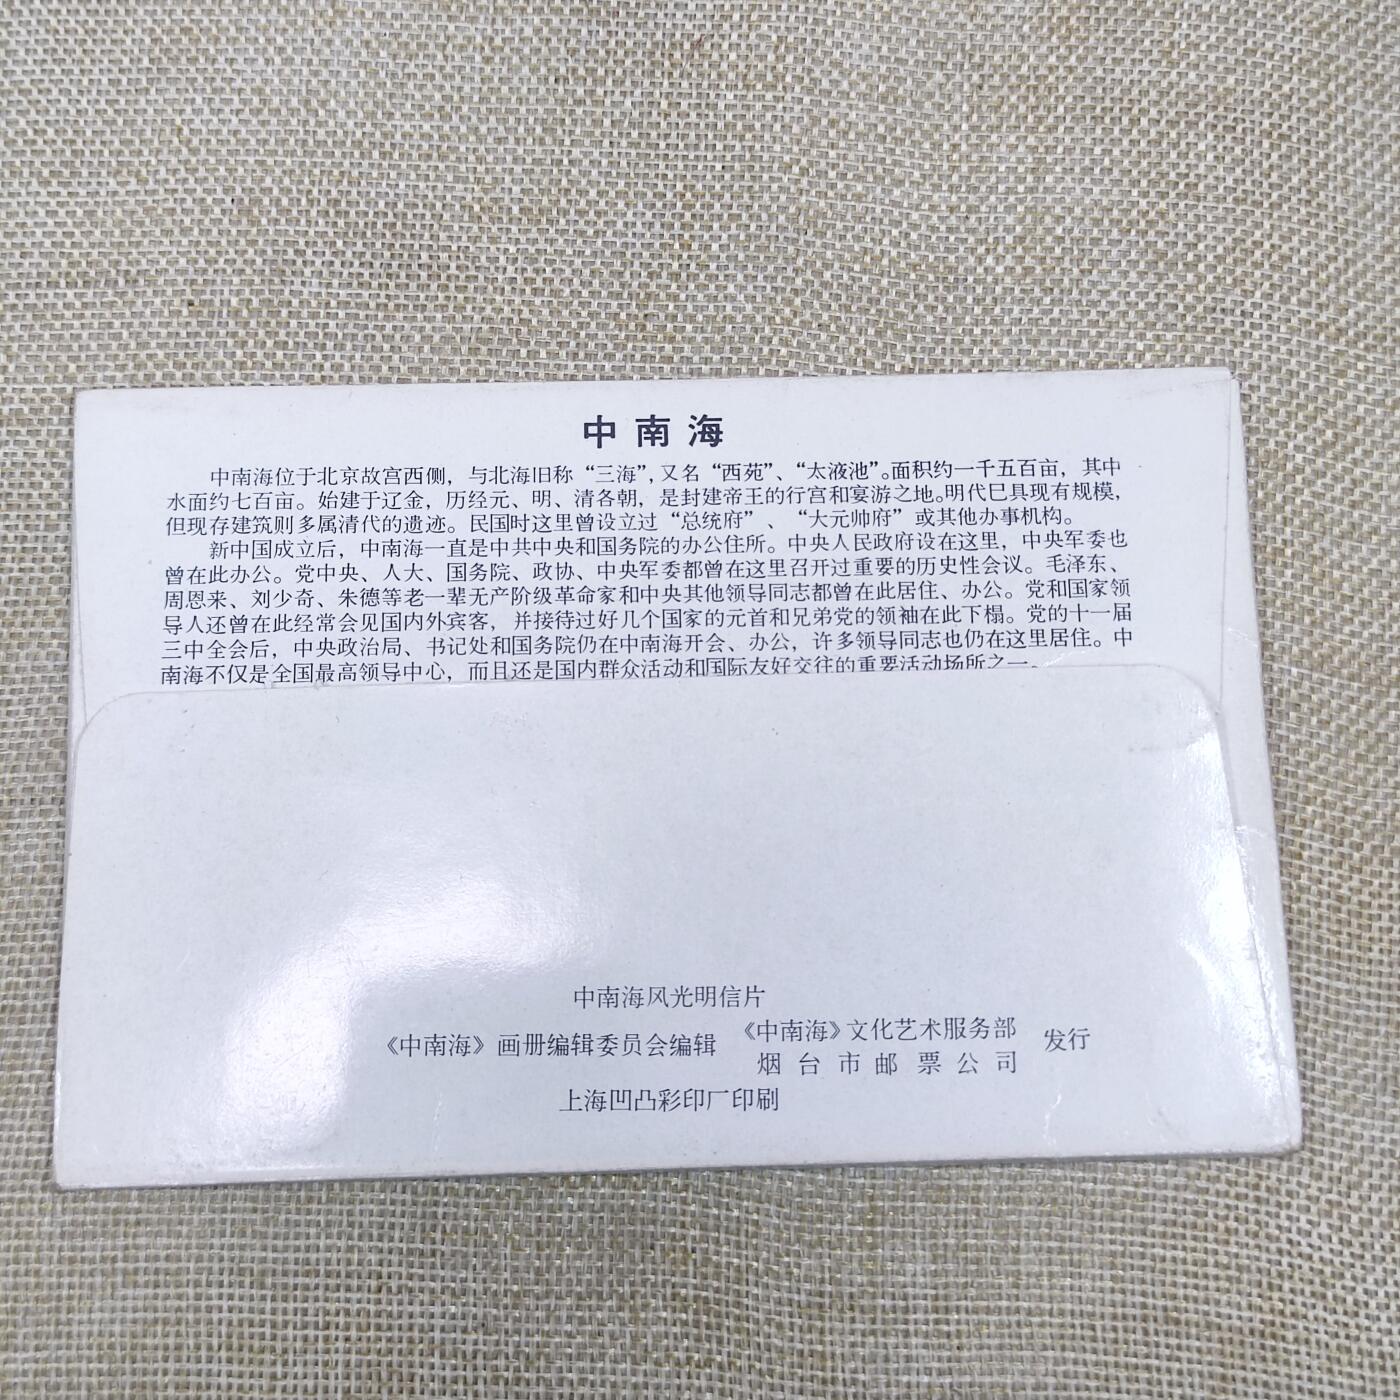 中南海
中南海位于北京故宫西侧，与北海旧称“三海”，又名“西苑”、“太液池”。面积约一千五百亩，其中
水面约七百亩。始建于辽金，历经元、明、清各朝，是封建帝王的行宫和宴游之地。明代巳具现有规模，
但现存建筑则多属清代的遗迹。民国时这里曾设立过“总统府”、“大元帅府”或其他办事机构。
新中国成立后，中南海一直是中共中央和国务院的办公住所。中央人民政府设在这里，中央军委也
曾在此办公。党中央、人大、国务院、政协、中央军委都曾在这里召开过重要的历史性会议。毛泽东、
周恩来、刘少奇、朱德等老一辈无产阶级革命家和中央其他领导同志都曾在此居住、办公。党和国家领
导人还曾在此经常会见国内外宾客，并接待过好几个国家的元首和兄弟党的领袖在此下榻。党的十一届
三中全会后，中央政治局、书记处和国务院仍在中南海开会、办公，许多领导同志也仍在这里居住。中
南海不仅是全国最高领导中心，而且还是国内群众活动和国际友好交往的重要活动场所之一。
中南海风光明信片
《中南海》画册编辑委员会编辑
《中南海》文化艺术服务部
烟台市邮票公司
发行
上海凹凸彩印厂印刷